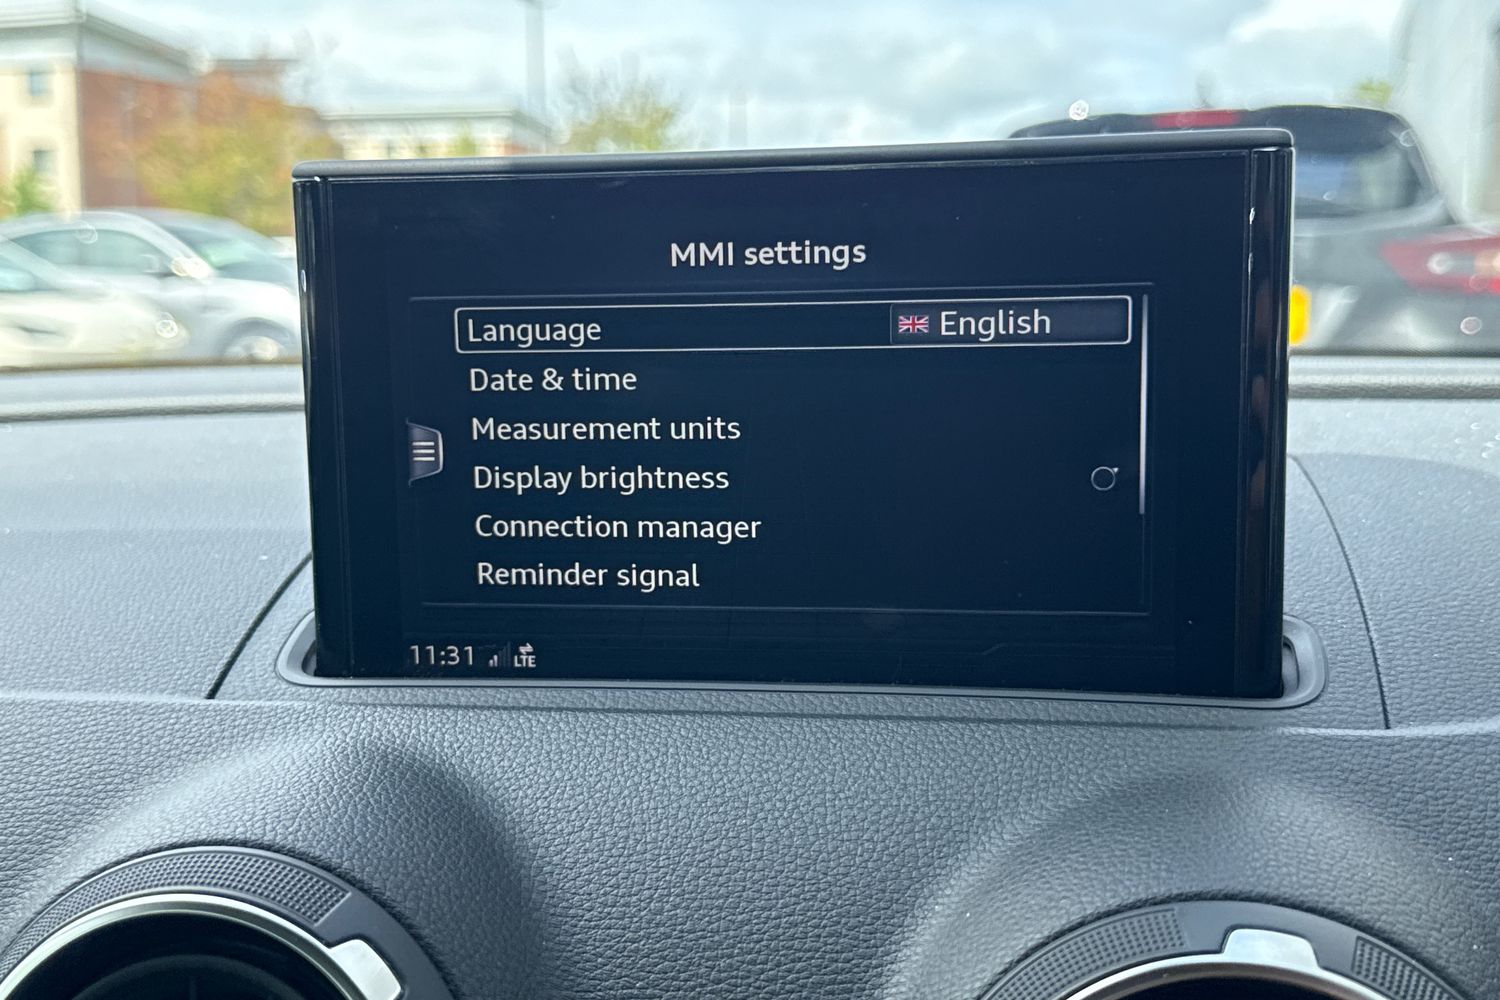 MMI settings
Language English
Date & time
Measurement units
Display brightness
Connection manager
Reminder signal
11:31 LTE